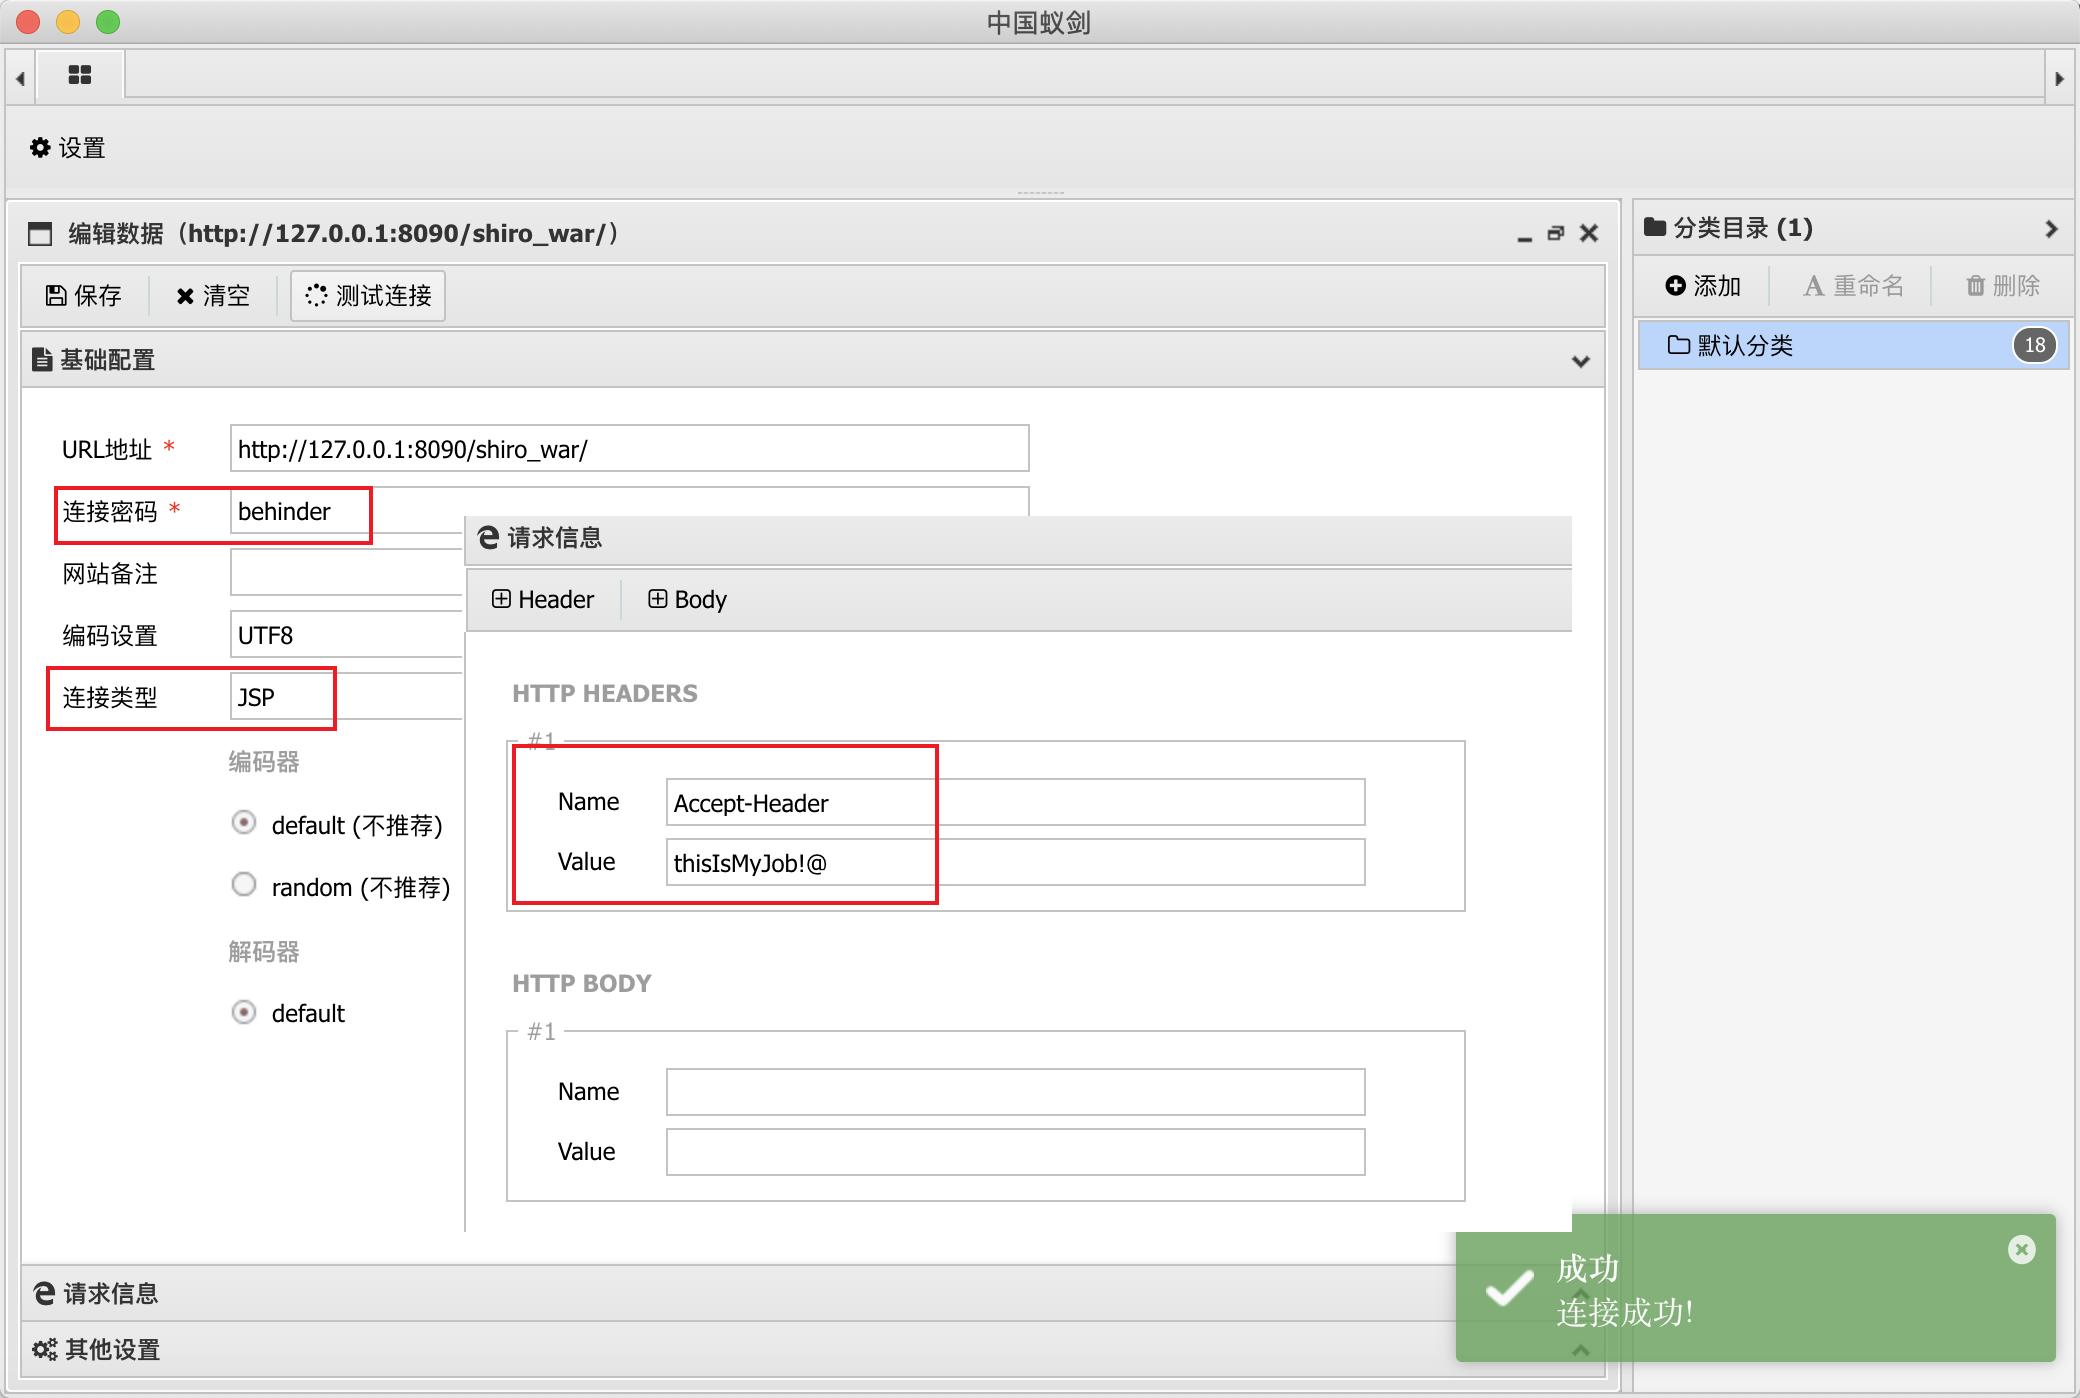 中国蚁剑
设置
编辑数据（http://127.0.0.1:8090/shiro_war/）
保存 清空 测试连接
基础配置
URL地址 * http://127.0.0.1:8090/shiro_war/
连接密码 * behinder
网站备注
编码设置 UTF8
连接类型 JSP
编码器
default (不推荐)
random (不推荐)
解码器
default
请求信息
Header Body
HTTP HEADERS
#1
Name Accept-Header
Value thisIsMyJob!@
HTTP BODY
#1
Name
Value
请求信息
其他设置
分类目录 (1)
添加 重命名 删除
默认分类 18
成功
连接成功!